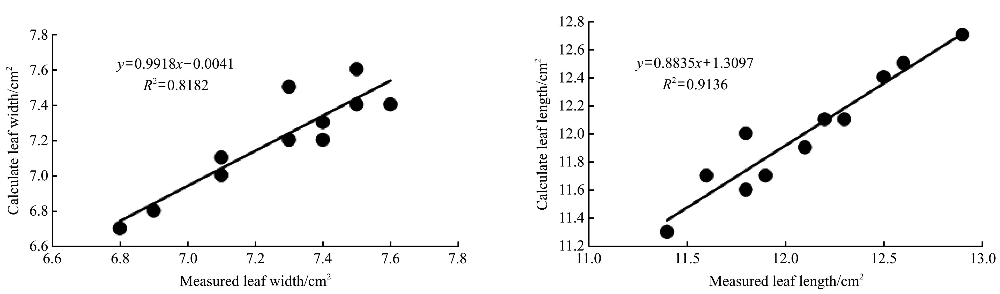 7.8
7.6
7.4
7.2
7.0
6.8
6.6
Calculate leaf width/cm²
y=0.9918x−0.0041
R²=0.8182
6.6 6.8 7.0 7.2 7.4 7.6 7.8
Measured leaf width/cm²
12.8
12.6
12.4
12.2
12.0
11.8
11.6
11.4
11.2
Calculate leaf length/cm²
y=0.8835x+1.3097
R²=0.9136
11.0 11.5 12.0 12.5 13.0
Measured leaf length/cm²